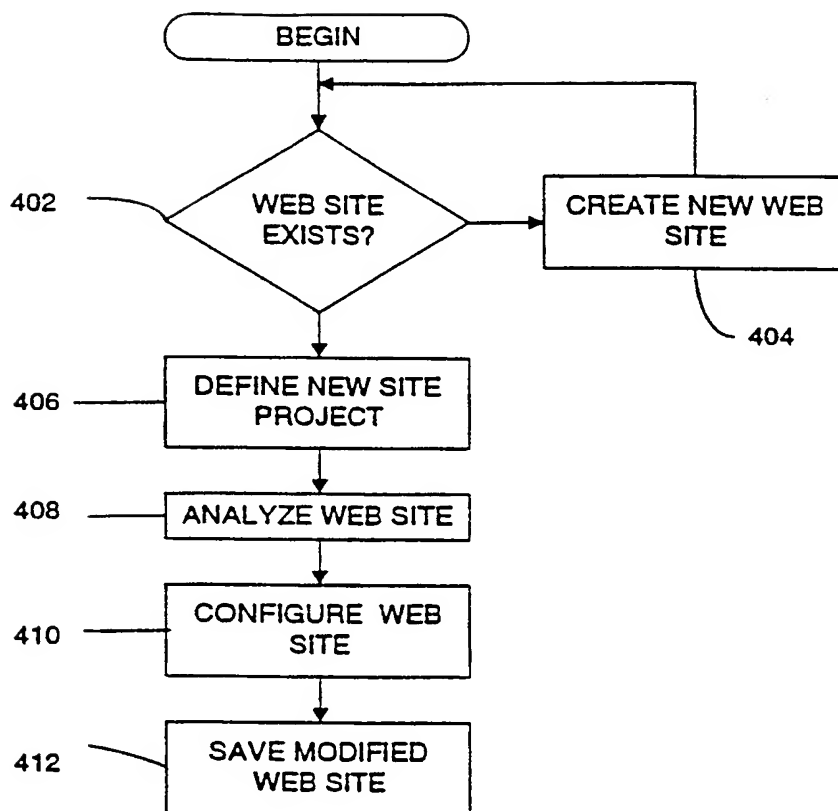 BEGIN
402
WEB SITE
EXISTS?
CREATE NEW WEB
SITE
404
406
DEFINE NEW SITE
PROJECT
408
ANALYZE WEB SITE
410
CONFIGURE WEB
SITE
412
SAVE MODIFIED
WEB SITE